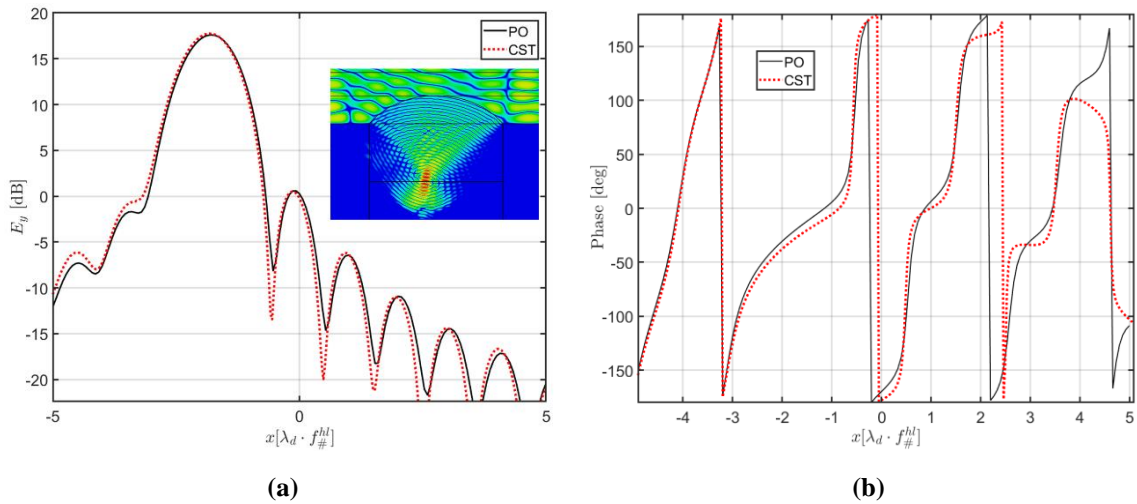 20
15
10
5
0
-5
-10
-15
-20
E_y [dB]
PO
CST
-5 0 5
x[λ_d · f_#^{hl}]
(a)
150
100
50
0
-50
-100
-150
Phase [deg]
PO
CST
-4 -3 -2 -1 0 1 2 3 4 5
x[λ_d · f_#^{hl}]
(b)